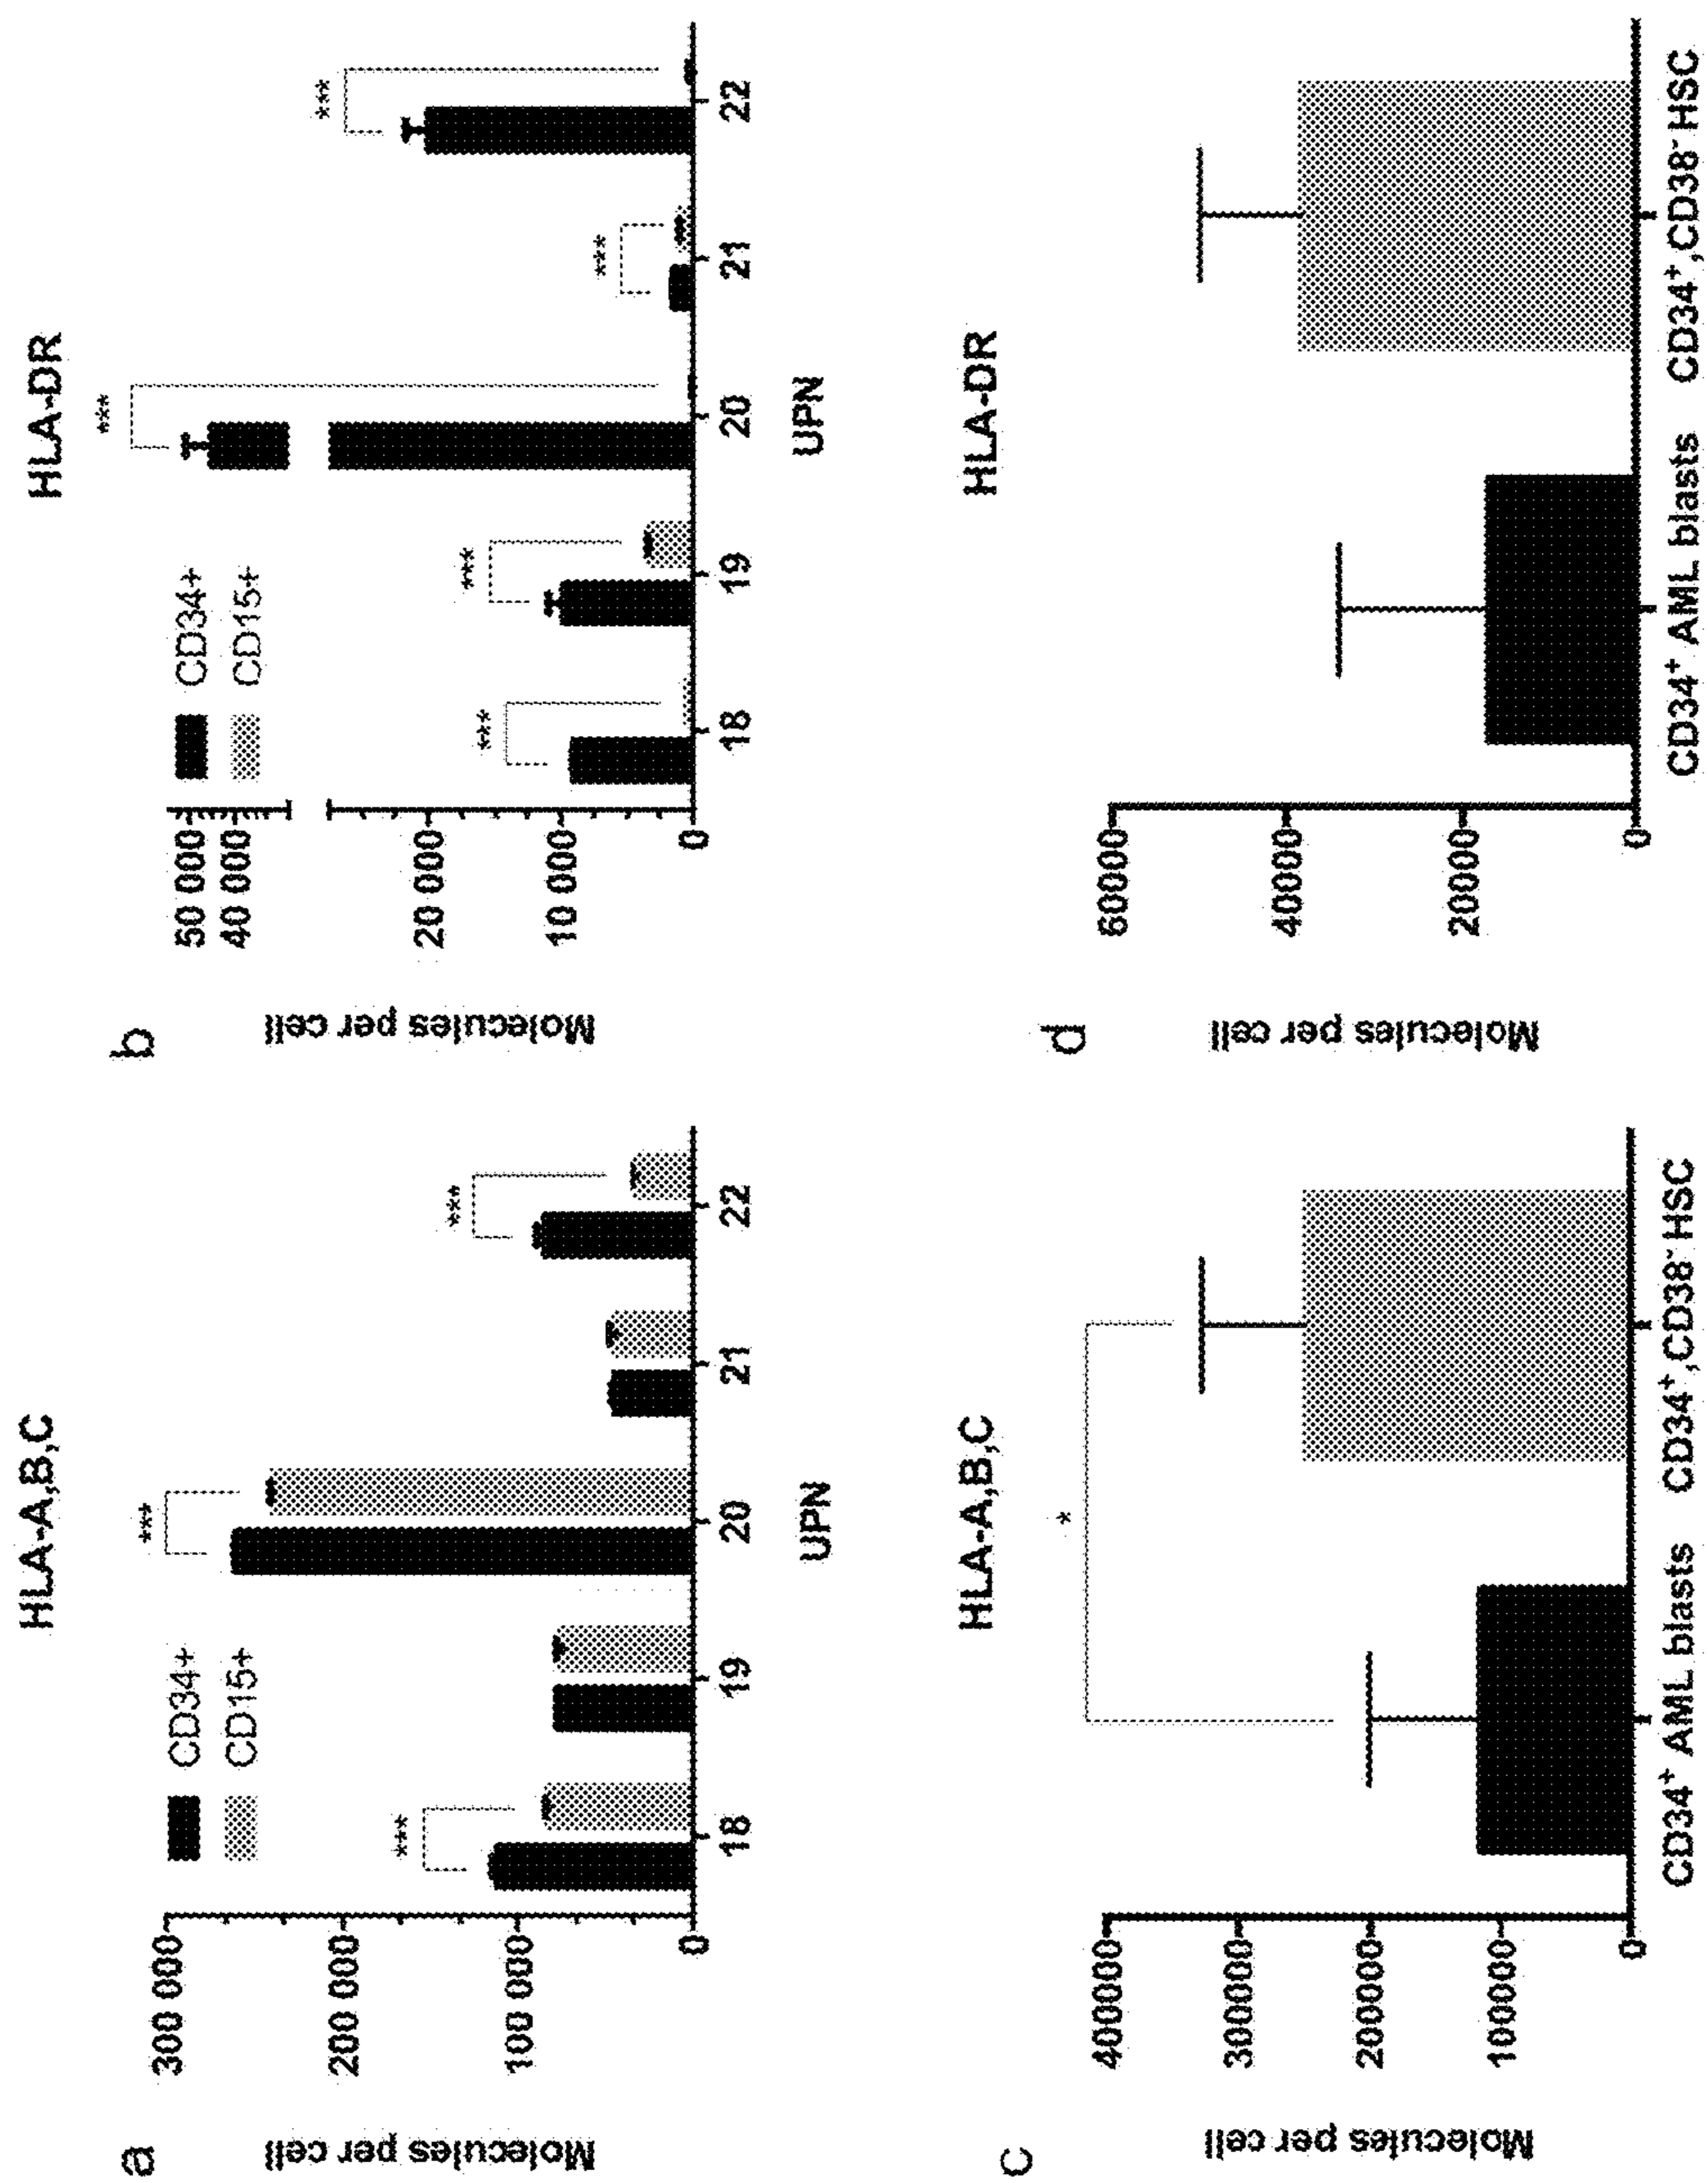 a
HLA-A,B,C
Molecules per cell
300 000
200 000
100 000
0
CD34+
CD15+
***
***
***
18
19
20
21
22
UPN
b
HLA-DR
Molecules per cell
50 000
40 000
20 000
10 000
0
CD34+
CD15+
***
***
***
***
***
18
19
20
21
22
UPN
c
HLA-A,B,C
Molecules per cell
400000
300000
200000
100000
0
*
CD34⁺ AML blasts
CD34⁺,CD38⁻ HSC
d
HLA-DR
Molecules per cell
60000
40000
20000
0
CD34⁺ AML blasts
CD34⁺,CD38⁻ HSC